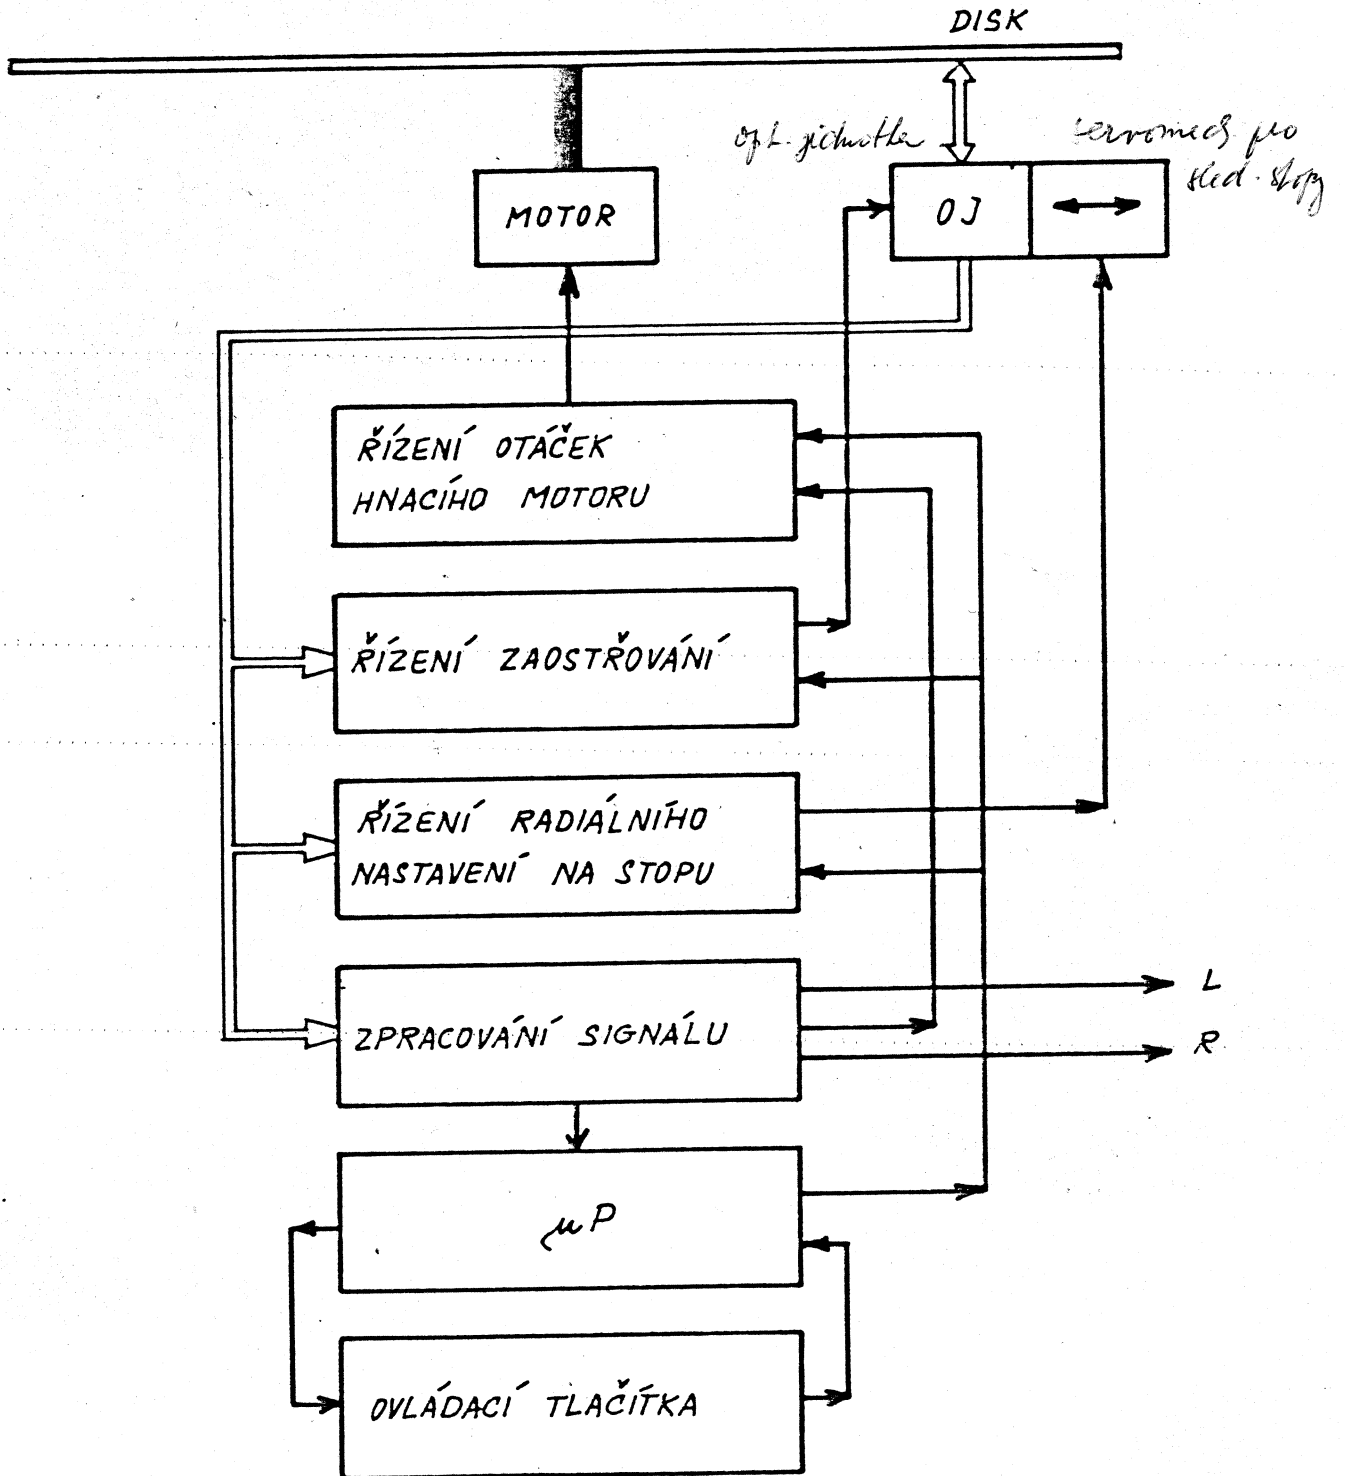 DISK
opt. jednotka
servomech pro
sled. stopy
MOTOR
OJ
ŘÍZENÍ OTÁČEK
HNACÍHO MOTORU
ŘÍZENÍ ZAOSTŘOVÁNÍ
ŘÍZENÍ RADIÁLNÍHO
NASTAVENÍ NA STOPU
ZPRACOVÁNÍ SIGNÁLU
L
R
µP
OVLÁDACÍ TLAČÍTKA